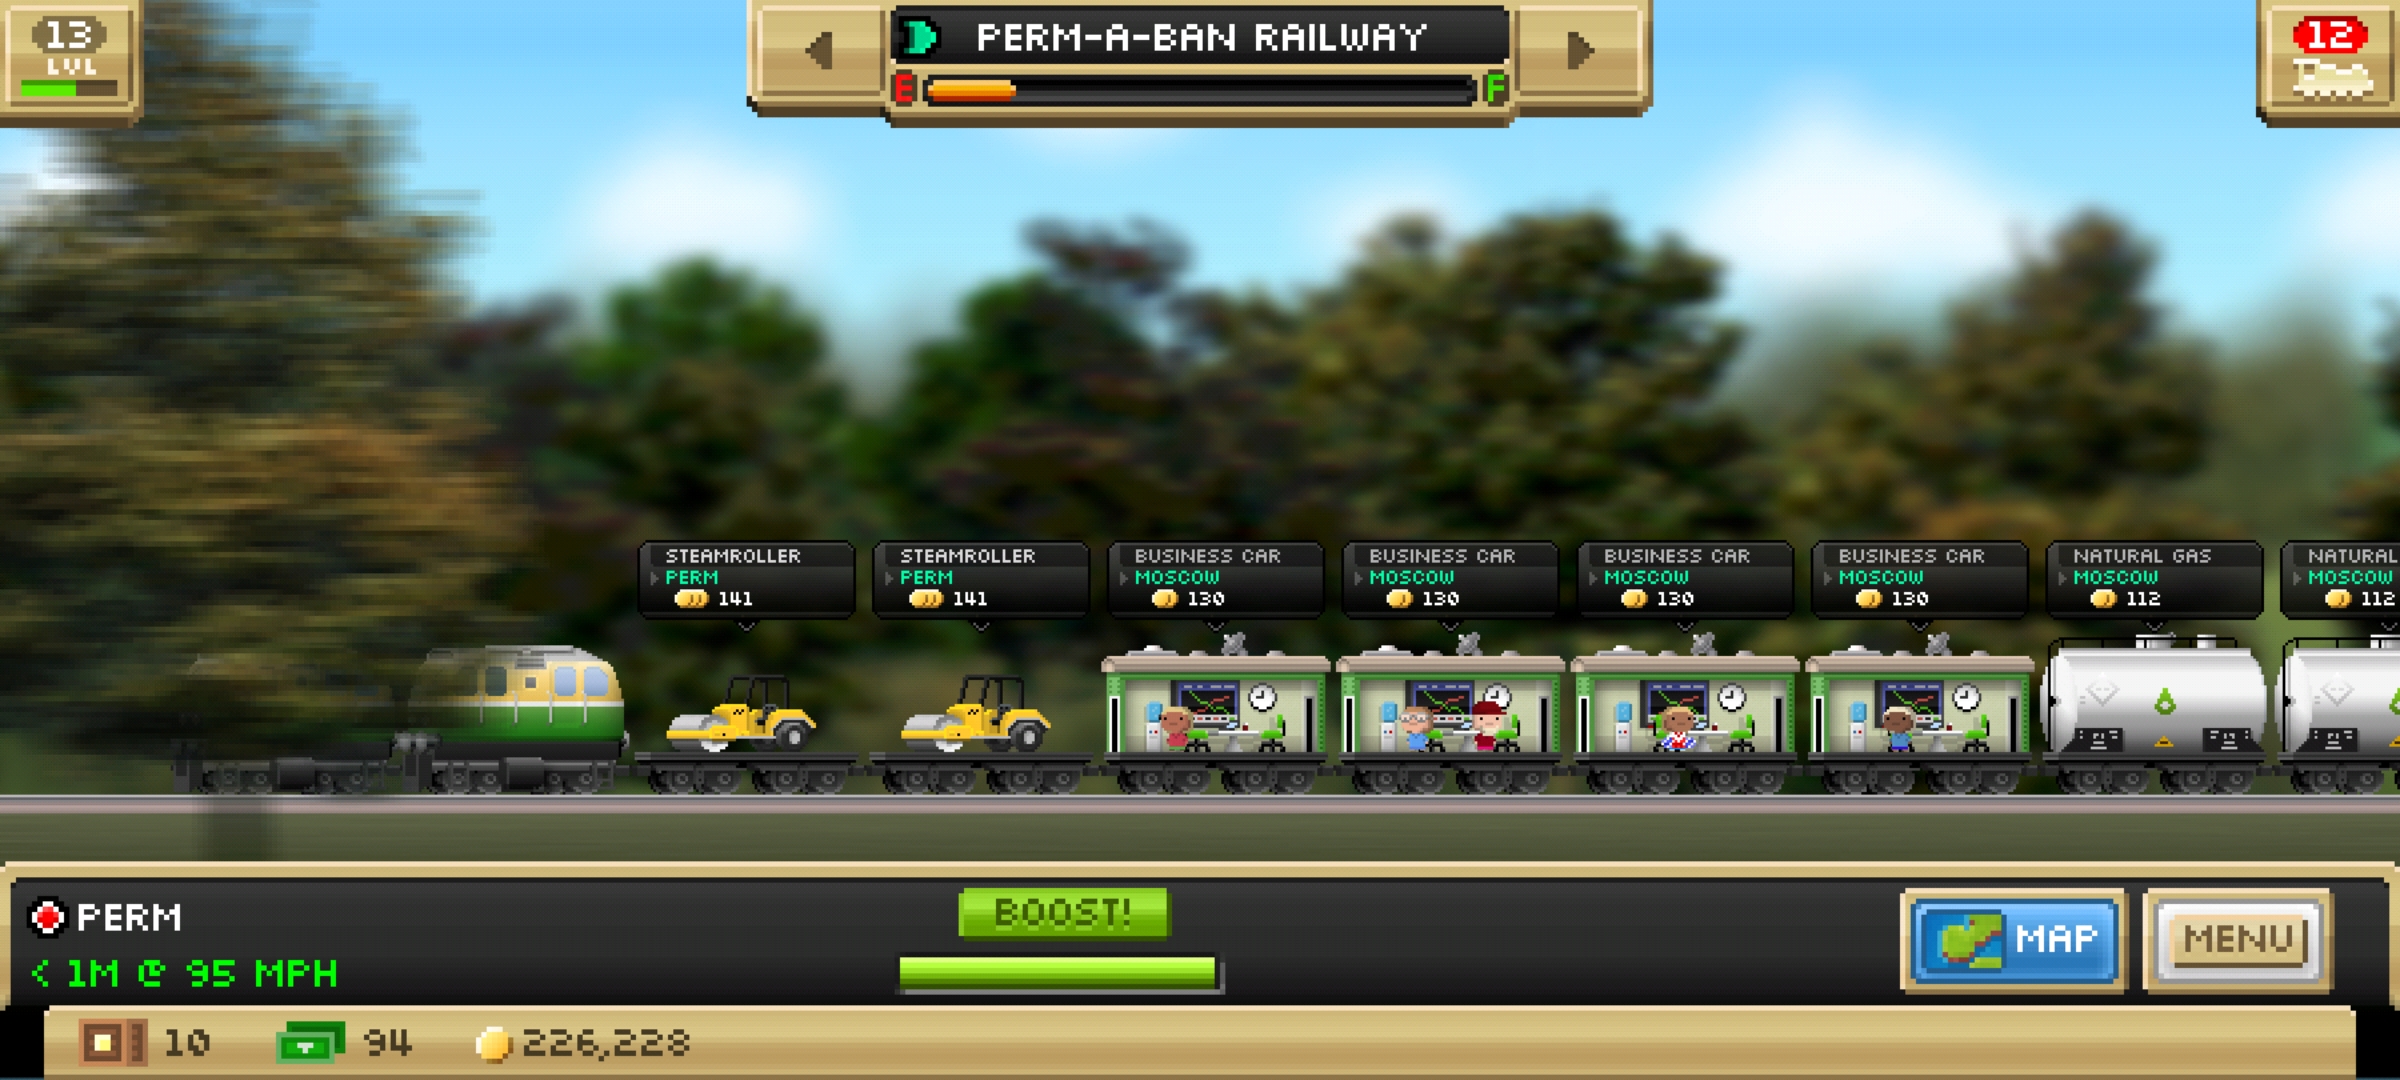 13
LVL
PERM-A-BAN RAILWAY
E F
12
STEAMROLLER
PERM
141
STEAMROLLER
PERM
141
BUSINESS CAR
MOSCOW
130
BUSINESS CAR
MOSCOW
130
BUSINESS CAR
MOSCOW
130
BUSINESS CAR
MOSCOW
130
NATURAL GAS
MOSCOW
112
NATURAL
MOSCOW
112
PERM
< 1M @ 95 MPH
BOOST!
MAP
MENU
10
94
226,228